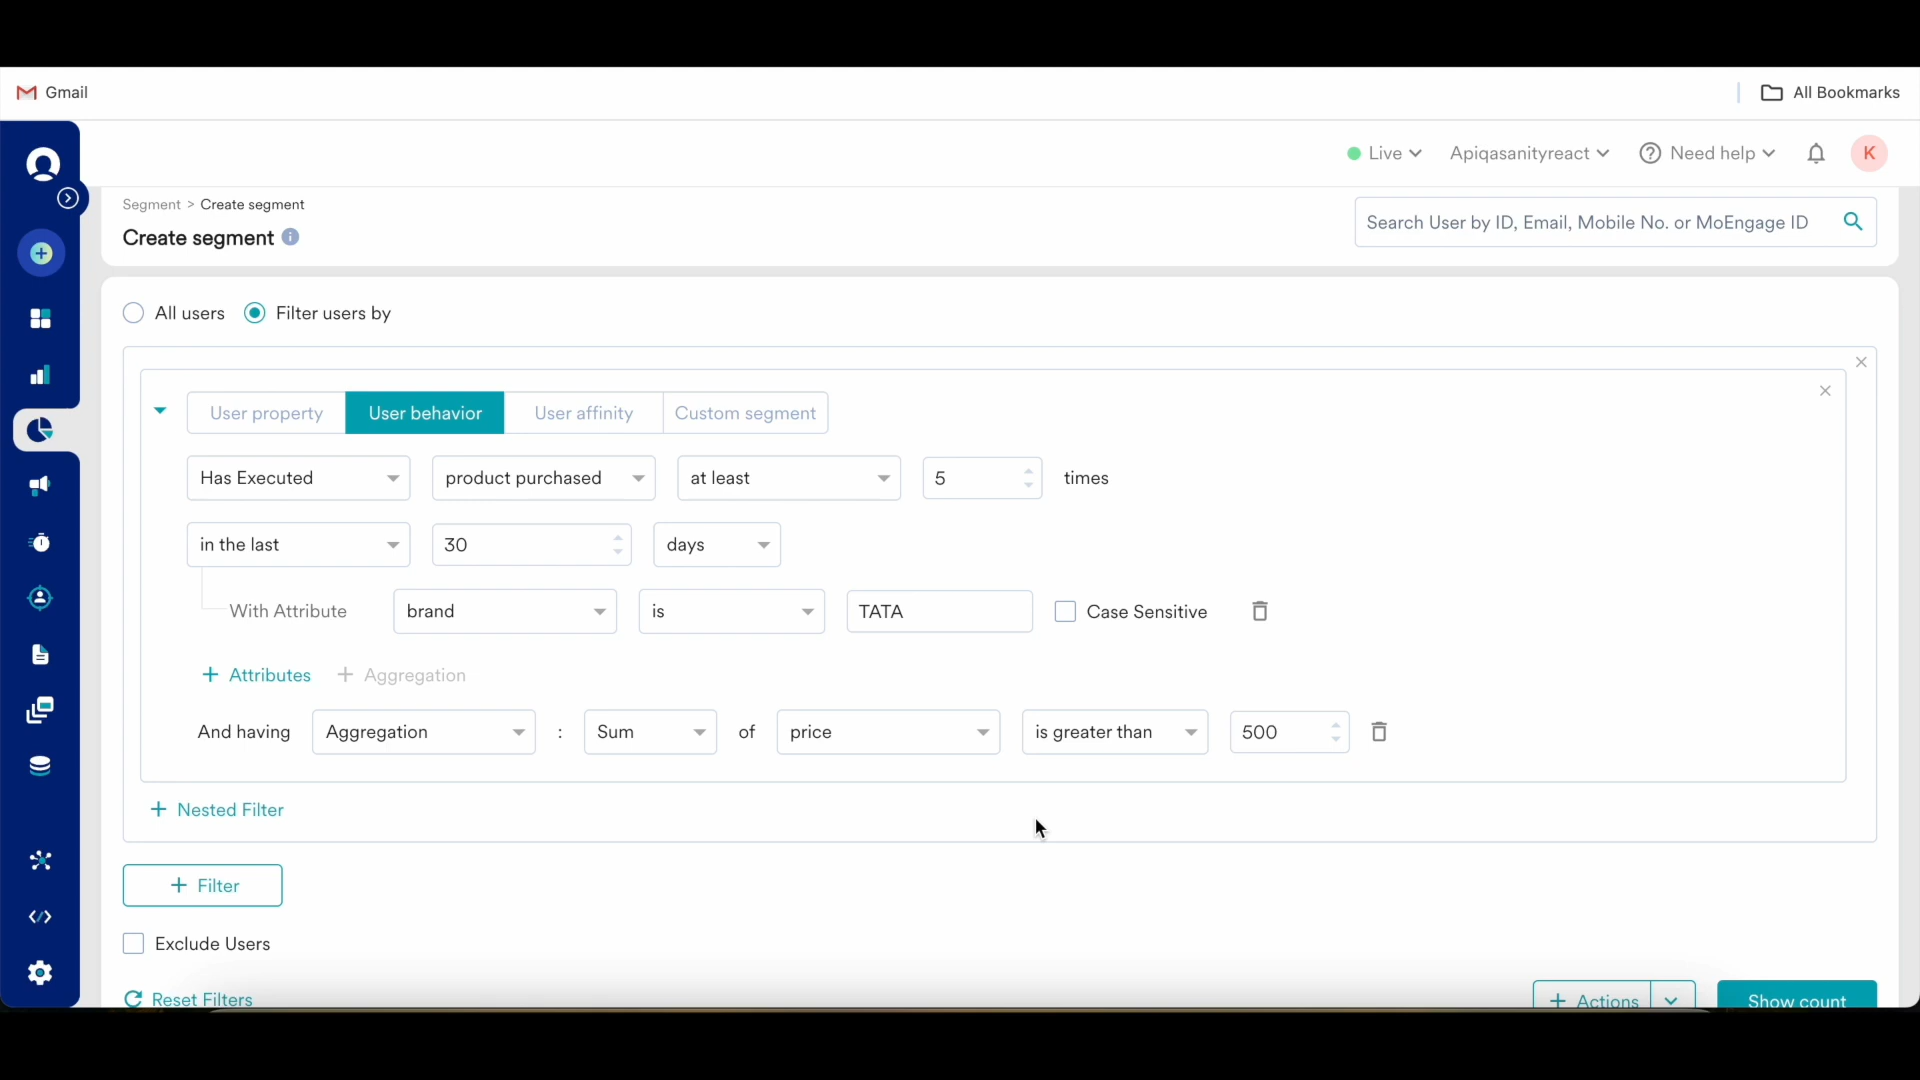 Gmail
All Bookmarks
Live
Apiqasanityreact
Need help
K
Segment > Create segment
Create segment
Search User by ID, Email, Mobile No. or MoEngage ID
All users
Filter users by
User property
User behavior
User affinity
Custom segment
Has Executed
product purchased
at least
5
times
in the last
30
days
With Attribute
brand
is
TATA
Case Sensitive
+ Attributes
+ Aggregation
And having
Aggregation
:
Sum
of
price
is greater than
500
+ Nested Filter
+ Filter
Exclude Users
Reset Filters
+ Actions
Show count